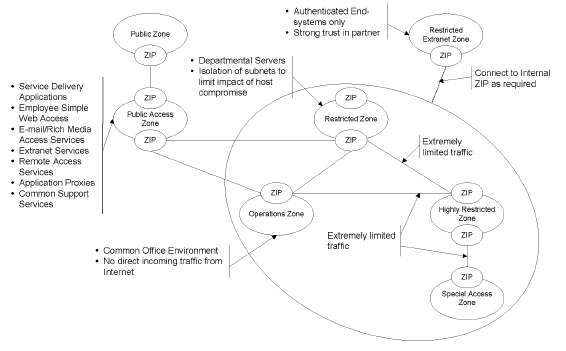 Public Zone
ZIP
• Authenticated End-
systems only
• Strong trust in partner
Restricted
Extranet Zone
ZIP
Connect to Internal
ZIP as required
• Departmental Servers
• Isolation of subnets to
limit impact of host
compromise
• Service Delivery
Applications
• Employee Simple
Web Access
• E-mail/Rich Media
Access Services
• Extranet Services
• Remote Access
Services
• Application Proxies
• Common Support
Services
ZIP
Public Access
Zone
ZIP
ZIP
Restricted Zone
ZIP
Extremely
limited traffic
ZIP
Operations Zone
ZIP
Highly Restricted
Zone
ZIP
Extremely limited
traffic
• Common Office Environment
• No direct incoming traffic from
Internet
ZIP
Special Access
Zone